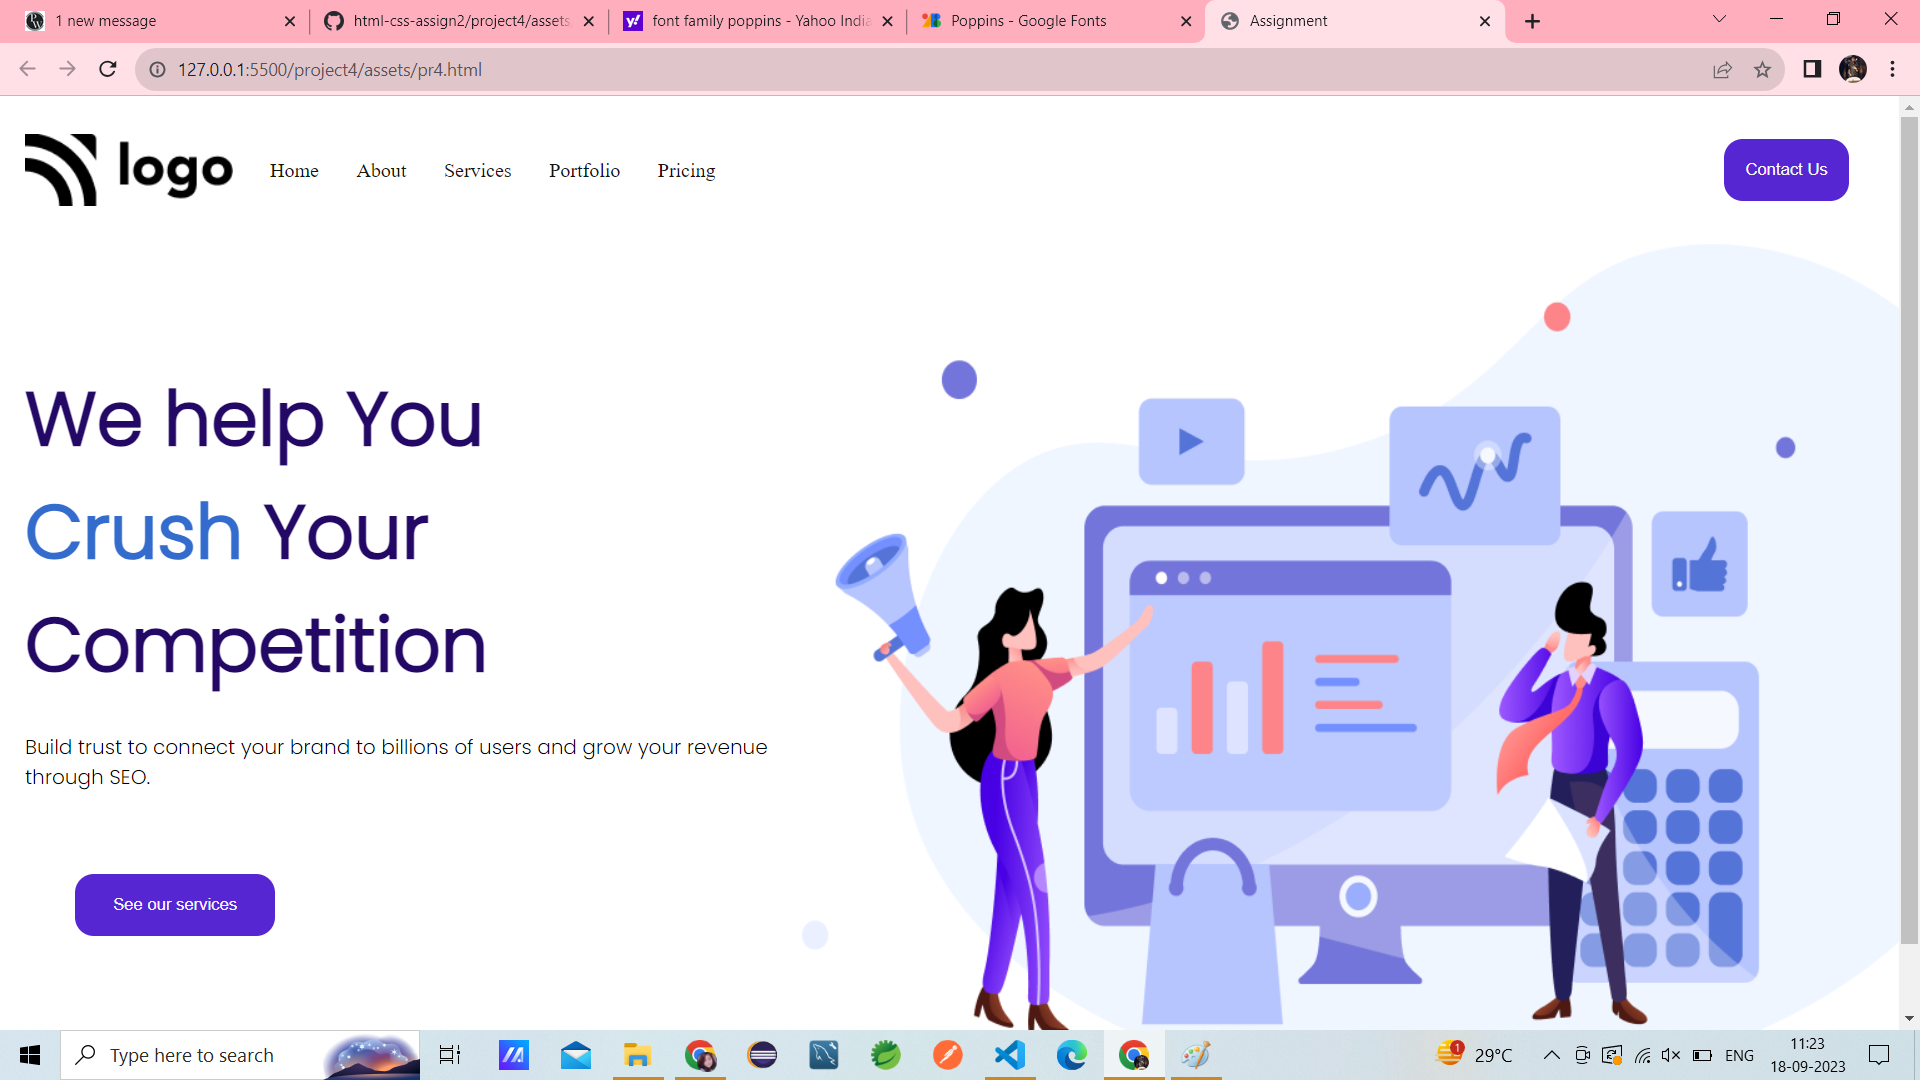 1 new message
html-css-assign2/project4/assets
font family poppins - Yahoo India
Poppins - Google Fonts
Assignment
127.0.0.1:5500/project4/assets/pr4.html
logo
Home
About
Services
Portfolio
Pricing
Contact Us
We help You
Crush Your
Competition
Build trust to connect your brand to billions of users and grow your revenue
through SEO.
See our services
Type here to search
1
29°C
ENG
11:23
18-09-2023